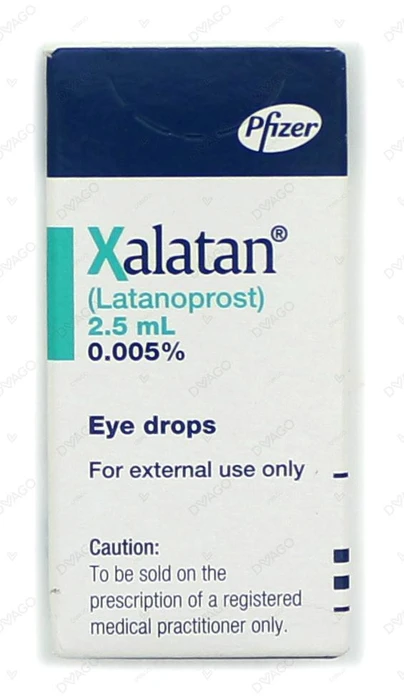 Pfizer
Xalatan®
(Latanoprost)
2.5 mL
0.005%
Eye drops
For external use only
Caution:
To be sold on the
prescription of a registered
medical practitioner only.
DVAGO